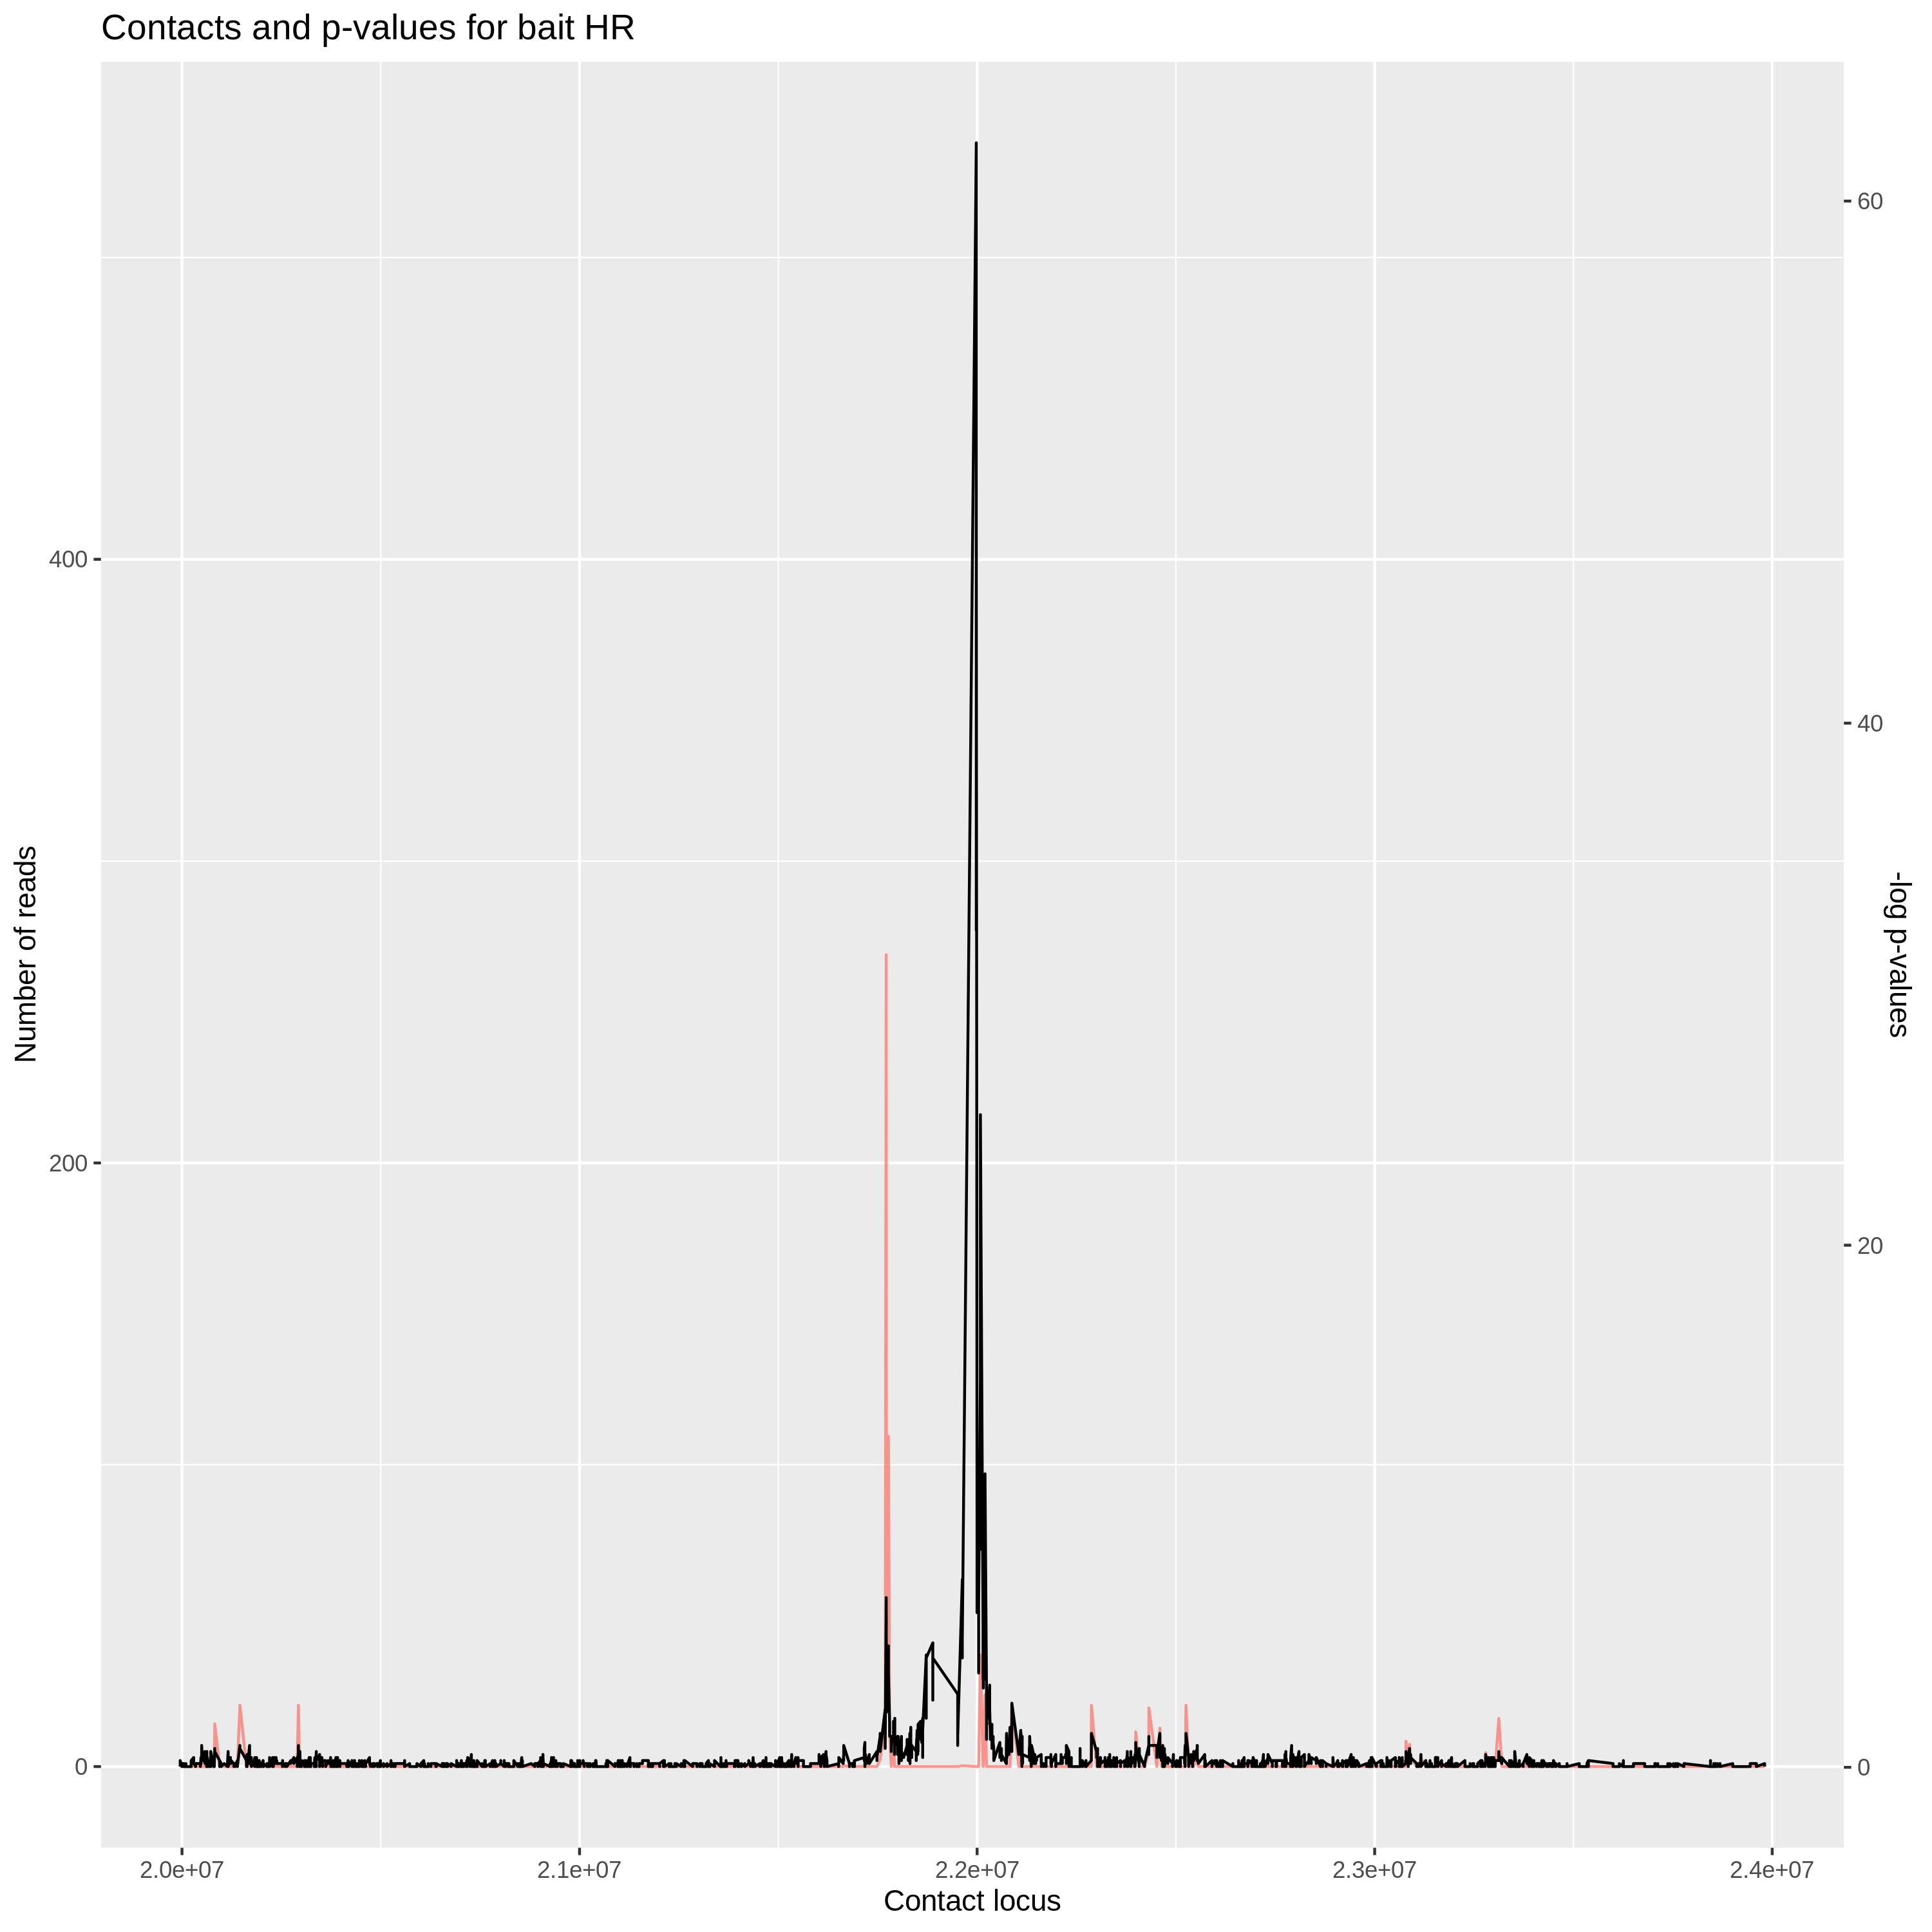 Contacts and p-values for bait HR
Number of reads
400
200
0
60
40
20
0
-log p-values
2.0e+07
2.1e+07
2.2e+07
2.3e+07
2.4e+07
Contact locus